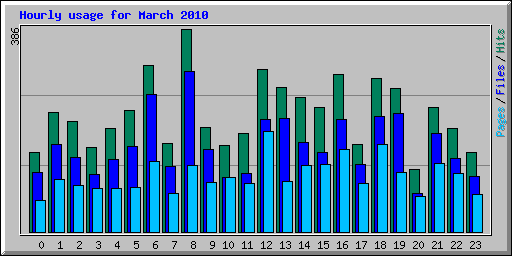 Hourly usage for March 2010
386
Pages/Files/Hits
0 1 2 3 4 5 6 7 8 9 10 11 12 13 14 15 16 17 18 19 20 21 22 23